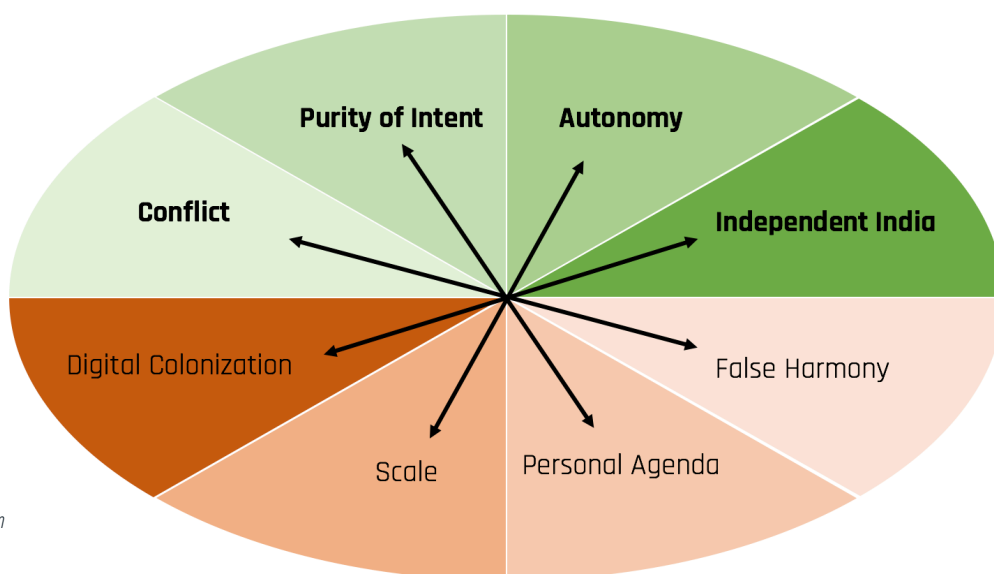 Purity of Intent
Autonomy
Conflict
Independent India
Digital Colonization
False Harmony
Scale
Personal Agenda